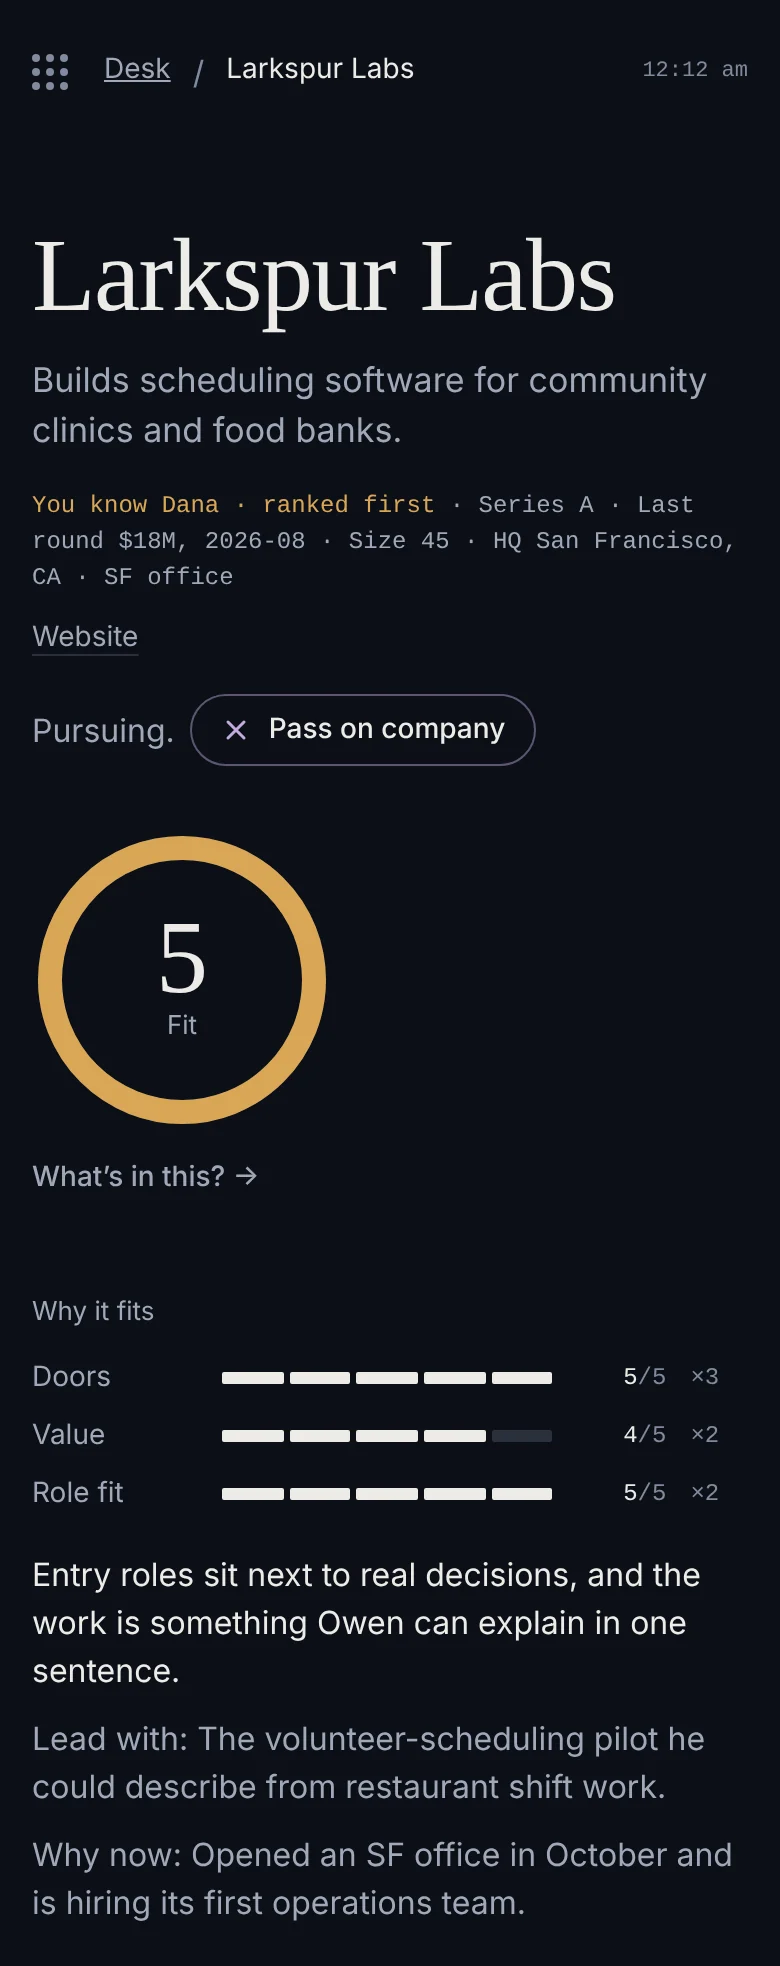 Desk / Larkspur Labs 12:12 am
Larkspur Labs
Builds scheduling software for community
clinics and food banks.
You know Dana · ranked first · Series A · Last
round $18M, 2026-08 · Size 45 · HQ San Francisco,
CA · SF office
Website
Pursuing. × Pass on company
5
Fit
What’s in this? →
Why it fits
Doors 5/5 ×3
Value 4/5 ×2
Role fit 5/5 ×2
Entry roles sit next to real decisions, and the
work is something Owen can explain in one
sentence.
Lead with: The volunteer-scheduling pilot he
could describe from restaurant shift work.
Why now: Opened an SF office in October and
is hiring its first operations team.